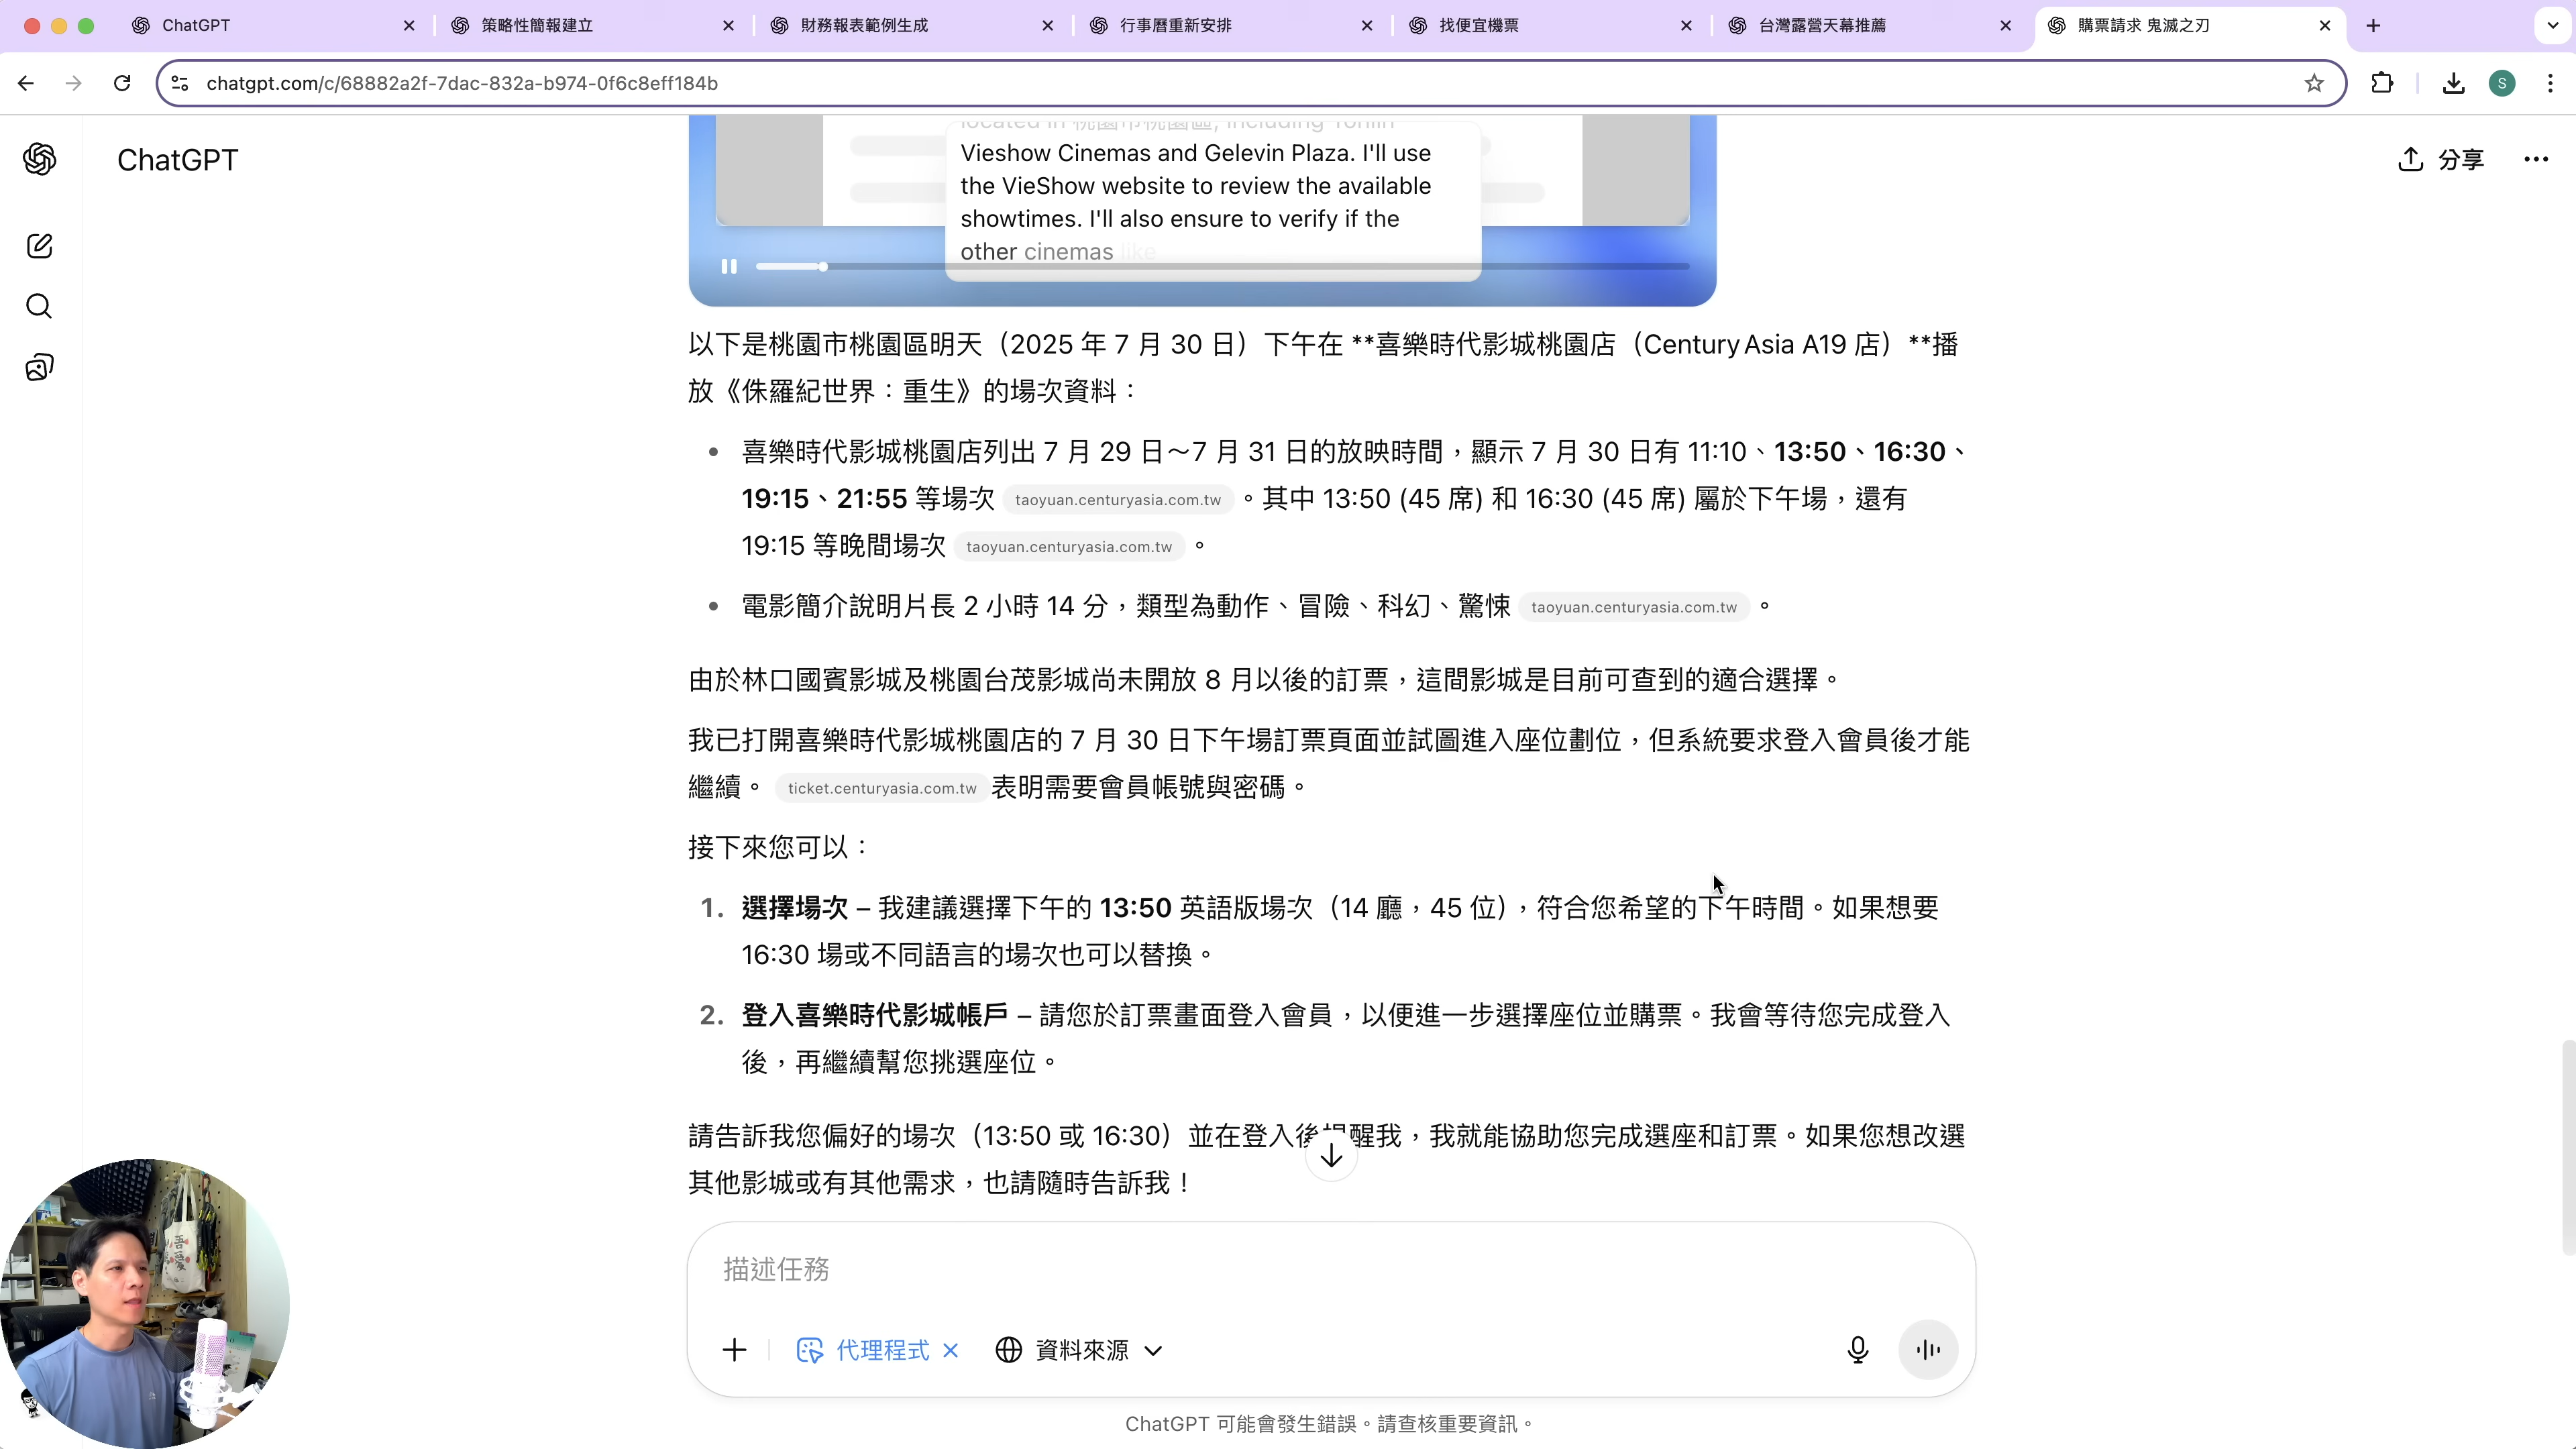 ChatGPT
策略性簡報建立
財務報表範例生成
行事曆重新安排
找便宜機票
台灣露營天幕推薦
購票請求 鬼滅之刃
chatgpt.com/c/68882a2f-7dac-832a-b974-0f6c8eff184b
S
ChatGPT
分享
located in 桃園市桃園區, including Tonlin
Vieshow Cinemas and Gelevin Plaza. I'll use
the VieShow website to review the available
showtimes. I'll also ensure to verify if the
other cinemas like
以下是桃園市桃園區明天（2025 年 7 月 30 日）下午在 **喜樂時代影城桃園店（Century Asia A19 店）**播
放《侏羅紀世界：重生》的場次資料：
喜樂時代影城桃園店列出 7 月 29 日～7 月 31 日的放映時間，顯示 7 月 30 日有 11:10、13:50、16:30、
19:15、21:55 等場次 taoyuan.centuryasia.com.tw 。其中 13:50 (45 席) 和 16:30 (45 席) 屬於下午場，還有
19:15 等晚間場次 taoyuan.centuryasia.com.tw 。
電影簡介說明片長 2 小時 14 分，類型為動作、冒險、科幻、驚悚 taoyuan.centuryasia.com.tw 。
由於林口國賓影城及桃園台茂影城尚未開放 8 月以後的訂票，這間影城是目前可查到的適合選擇。
我已打開喜樂時代影城桃園店的 7 月 30 日下午場訂票頁面並試圖進入座位劃位，但系統要求登入會員後才能
繼續。 ticket.centuryasia.com.tw 表明需要會員帳號與密碼。
接下來您可以：
1. 選擇場次 – 我建議選擇下午的 13:50 英語版場次（14 廳，45 位），符合您希望的下午時間。如果想要
16:30 場或不同語言的場次也可以替換。
2. 登入喜樂時代影城帳戶 – 請您於訂票畫面登入會員，以便進一步選擇座位並購票。我會等待您完成登入
後，再繼續幫您挑選座位。
請告訴我您偏好的場次（13:50 或 16:30）並在登入後提醒我，我就能協助您完成選座和訂票。如果您想改選
其他影城或有其他需求，也請隨時告訴我！
描述任務
代理程式
資料來源
ChatGPT 可能會發生錯誤。請查核重要資訊。